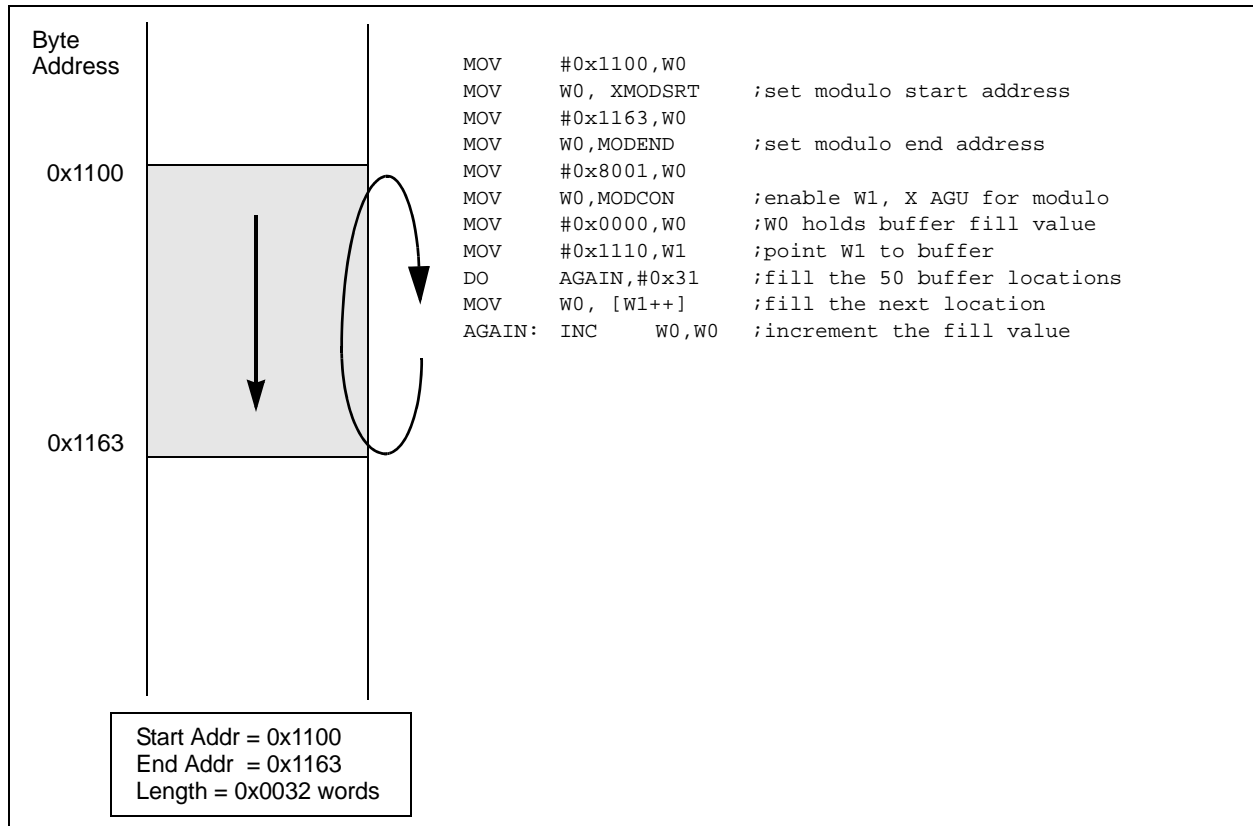 Byte
Address
0x1100
0x1163
MOV #0x1100,W0
MOV W0, XMODSRT ;set modulo start address
MOV #0x1163,W0
MOV W0,MODEND ;set modulo end address
MOV #0x8001,W0
MOV W0,MODCON ;enable W1, X AGU for modulo
MOV #0x0000,W0 ;W0 holds buffer fill value
MOV #0x1110,W1 ;point W1 to buffer
DO AGAIN,#0x31 ;fill the 50 buffer locations
MOV W0, [W1++] ;fill the next location
AGAIN: INC W0,W0 ;increment the fill value
Start Addr = 0x1100
End Addr = 0x1163
Length = 0x0032 words